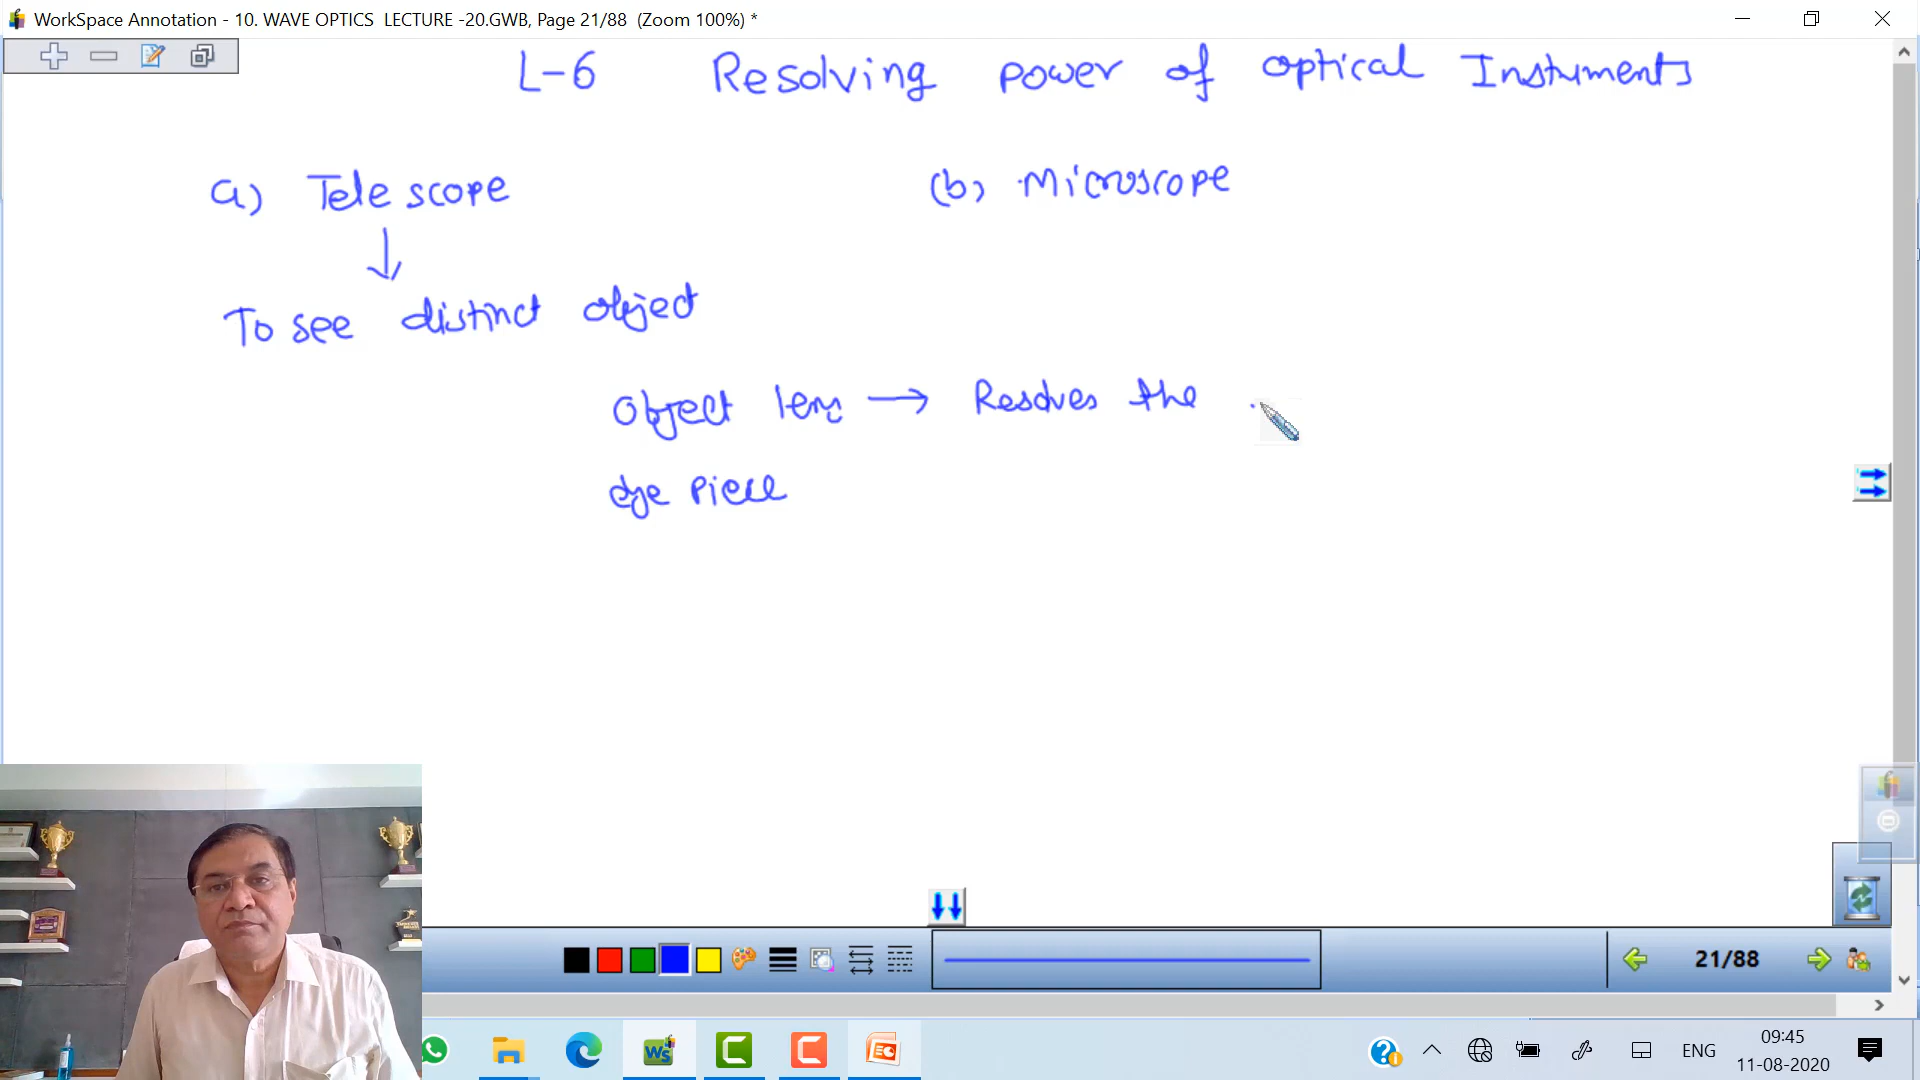 WorkSpace Annotation - 10. WAVE OPTICS LECTURE -20.GWB, Page 21/88 (Zoom 100%) *
L-6 Resolving power of optical Instuments
a) Telescope
(b) Microscope
To see distinct object
Object lens → Resolves the
eye Piece
21/88
09:45
ENG
11-08-2020